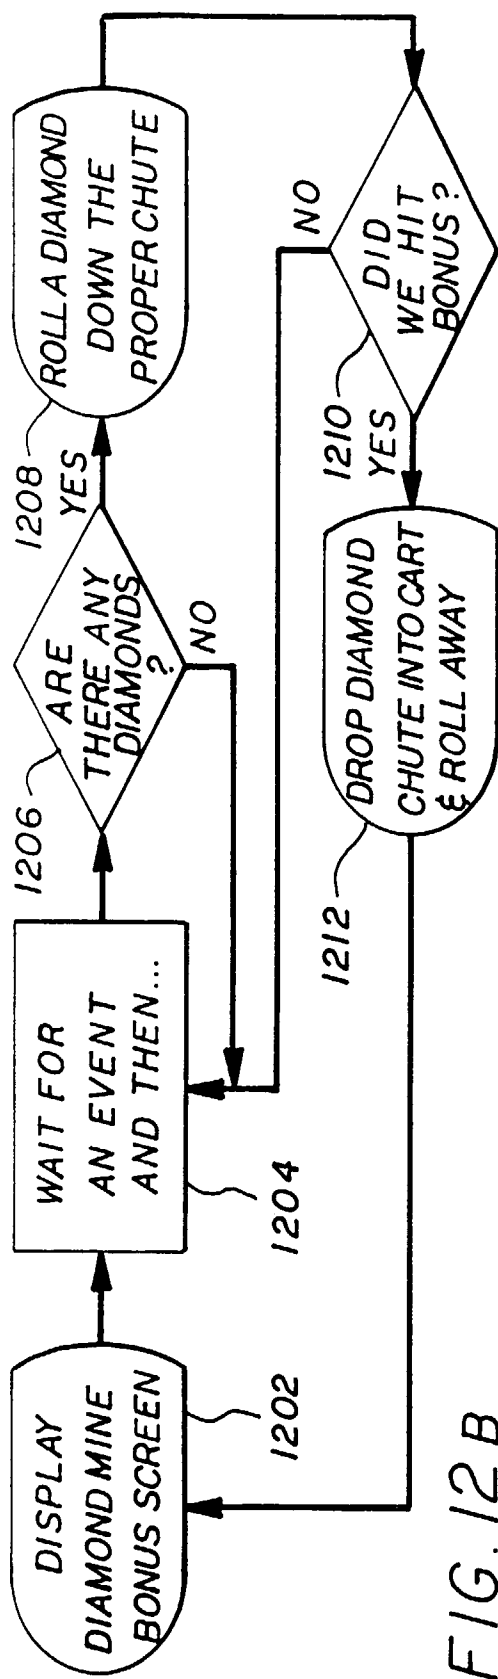 DISPLAY
DIAMOND MINE
BONUS SCREEN
1202
WAIT FOR
AN EVENT
AND THEN...
1204
1206
ARE
THERE ANY
DIAMONDS
?
YES
NO
1208
ROLL A DIAMOND
DOWN THE
PROPER CHUTE
DID
WE HIT
BONUS?
NO
1210
YES
DROP DIAMOND
CHUTE INTO CART
& ROLL AWAY
1212
FIG. 12B